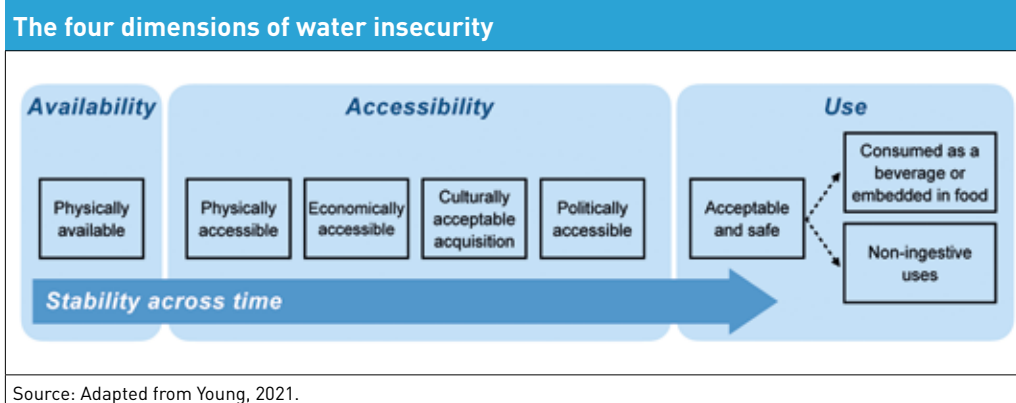 The four dimensions of water insecurity
Availability
Accessibility
Use
Physically
available
Physically
accessible
Economically
accessible
Culturally
acceptable
acquisition
Politically
accessible
Acceptable
and safe
Consumed as a
beverage or
embedded in food
Non-ingestive
uses
Stability across time
Source: Adapted from Young, 2021.